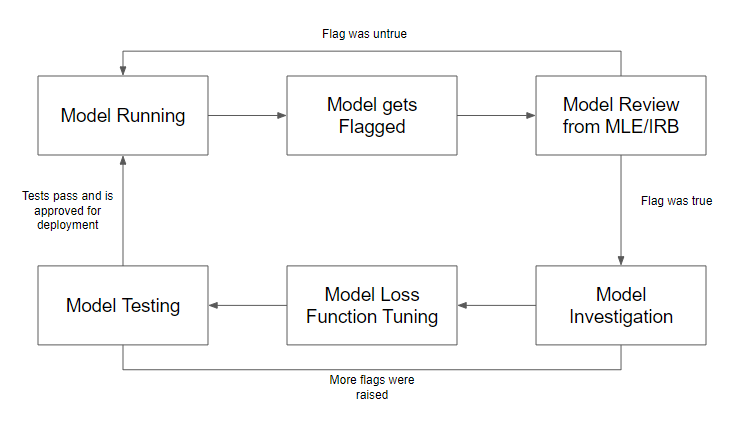 Flag was untrue
Model Running
Model gets
Flagged
Model Review
from MLE/IRB
Tests pass and is
approved for
deployment
Flag was true
Model Testing
Model Loss
Function Tuning
Model
Investigation
More flags were
raised